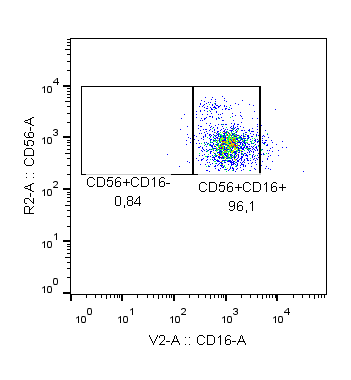 10^4
10^3
10^2
10^1
10^0
R2-A :: CD56-A
CD56+CD16-
0,84
CD56+CD16+
96,1
10^0 10^1 10^2 10^3 10^4
V2-A :: CD16-A